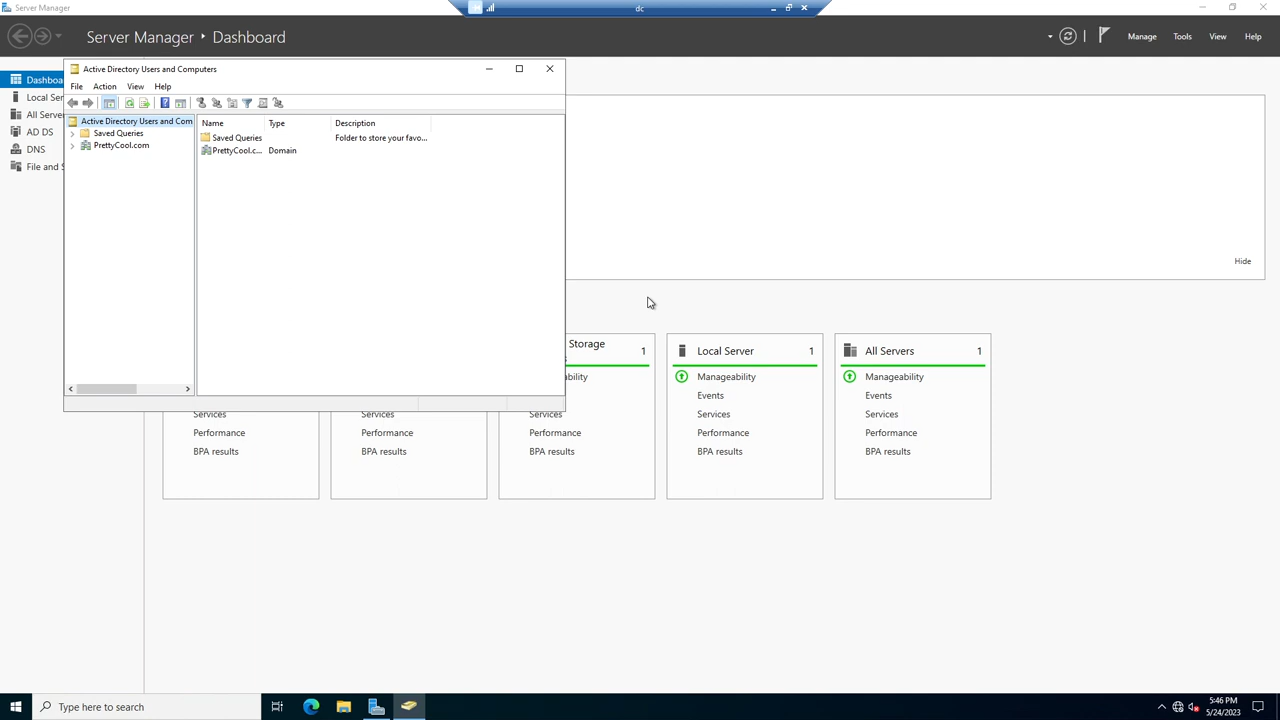 Server Manager
dc
Server Manager ‣ Dashboard
Manage
Tools
View
Help
Dashboa
Local Ser
All Server
AD DS
DNS
File and S
Active Directory Users and Computers
File
Action
View
Help
Active Directory Users and Com
Saved Queries
PrettyCool.com
Name
Type
Description
Saved Queries
Folder to store your favo...
PrettyCool.c...
Domain
Hide
Storage
1
Local Server
1
All Servers
1
Manageability
Manageability
Events
Events
Services
Services
Services
Services
Services
Performance
Performance
Performance
Performance
Performance
BPA results
BPA results
BPA results
BPA results
BPA results
Type here to search
5:46 PM
5/24/2023